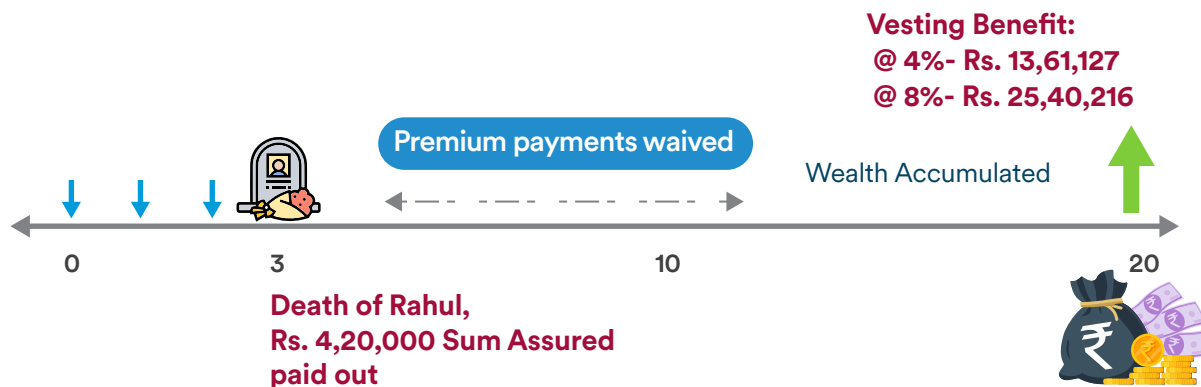 Vesting Benefit:
@ 4%- Rs. 13,61,127
@ 8%- Rs. 25,40,216
Premium payments waived
Wealth Accumulated
0
3
10
20
Death of Rahul,
Rs. 4,20,000 Sum Assured
paid out
₹
₹
₹
₹